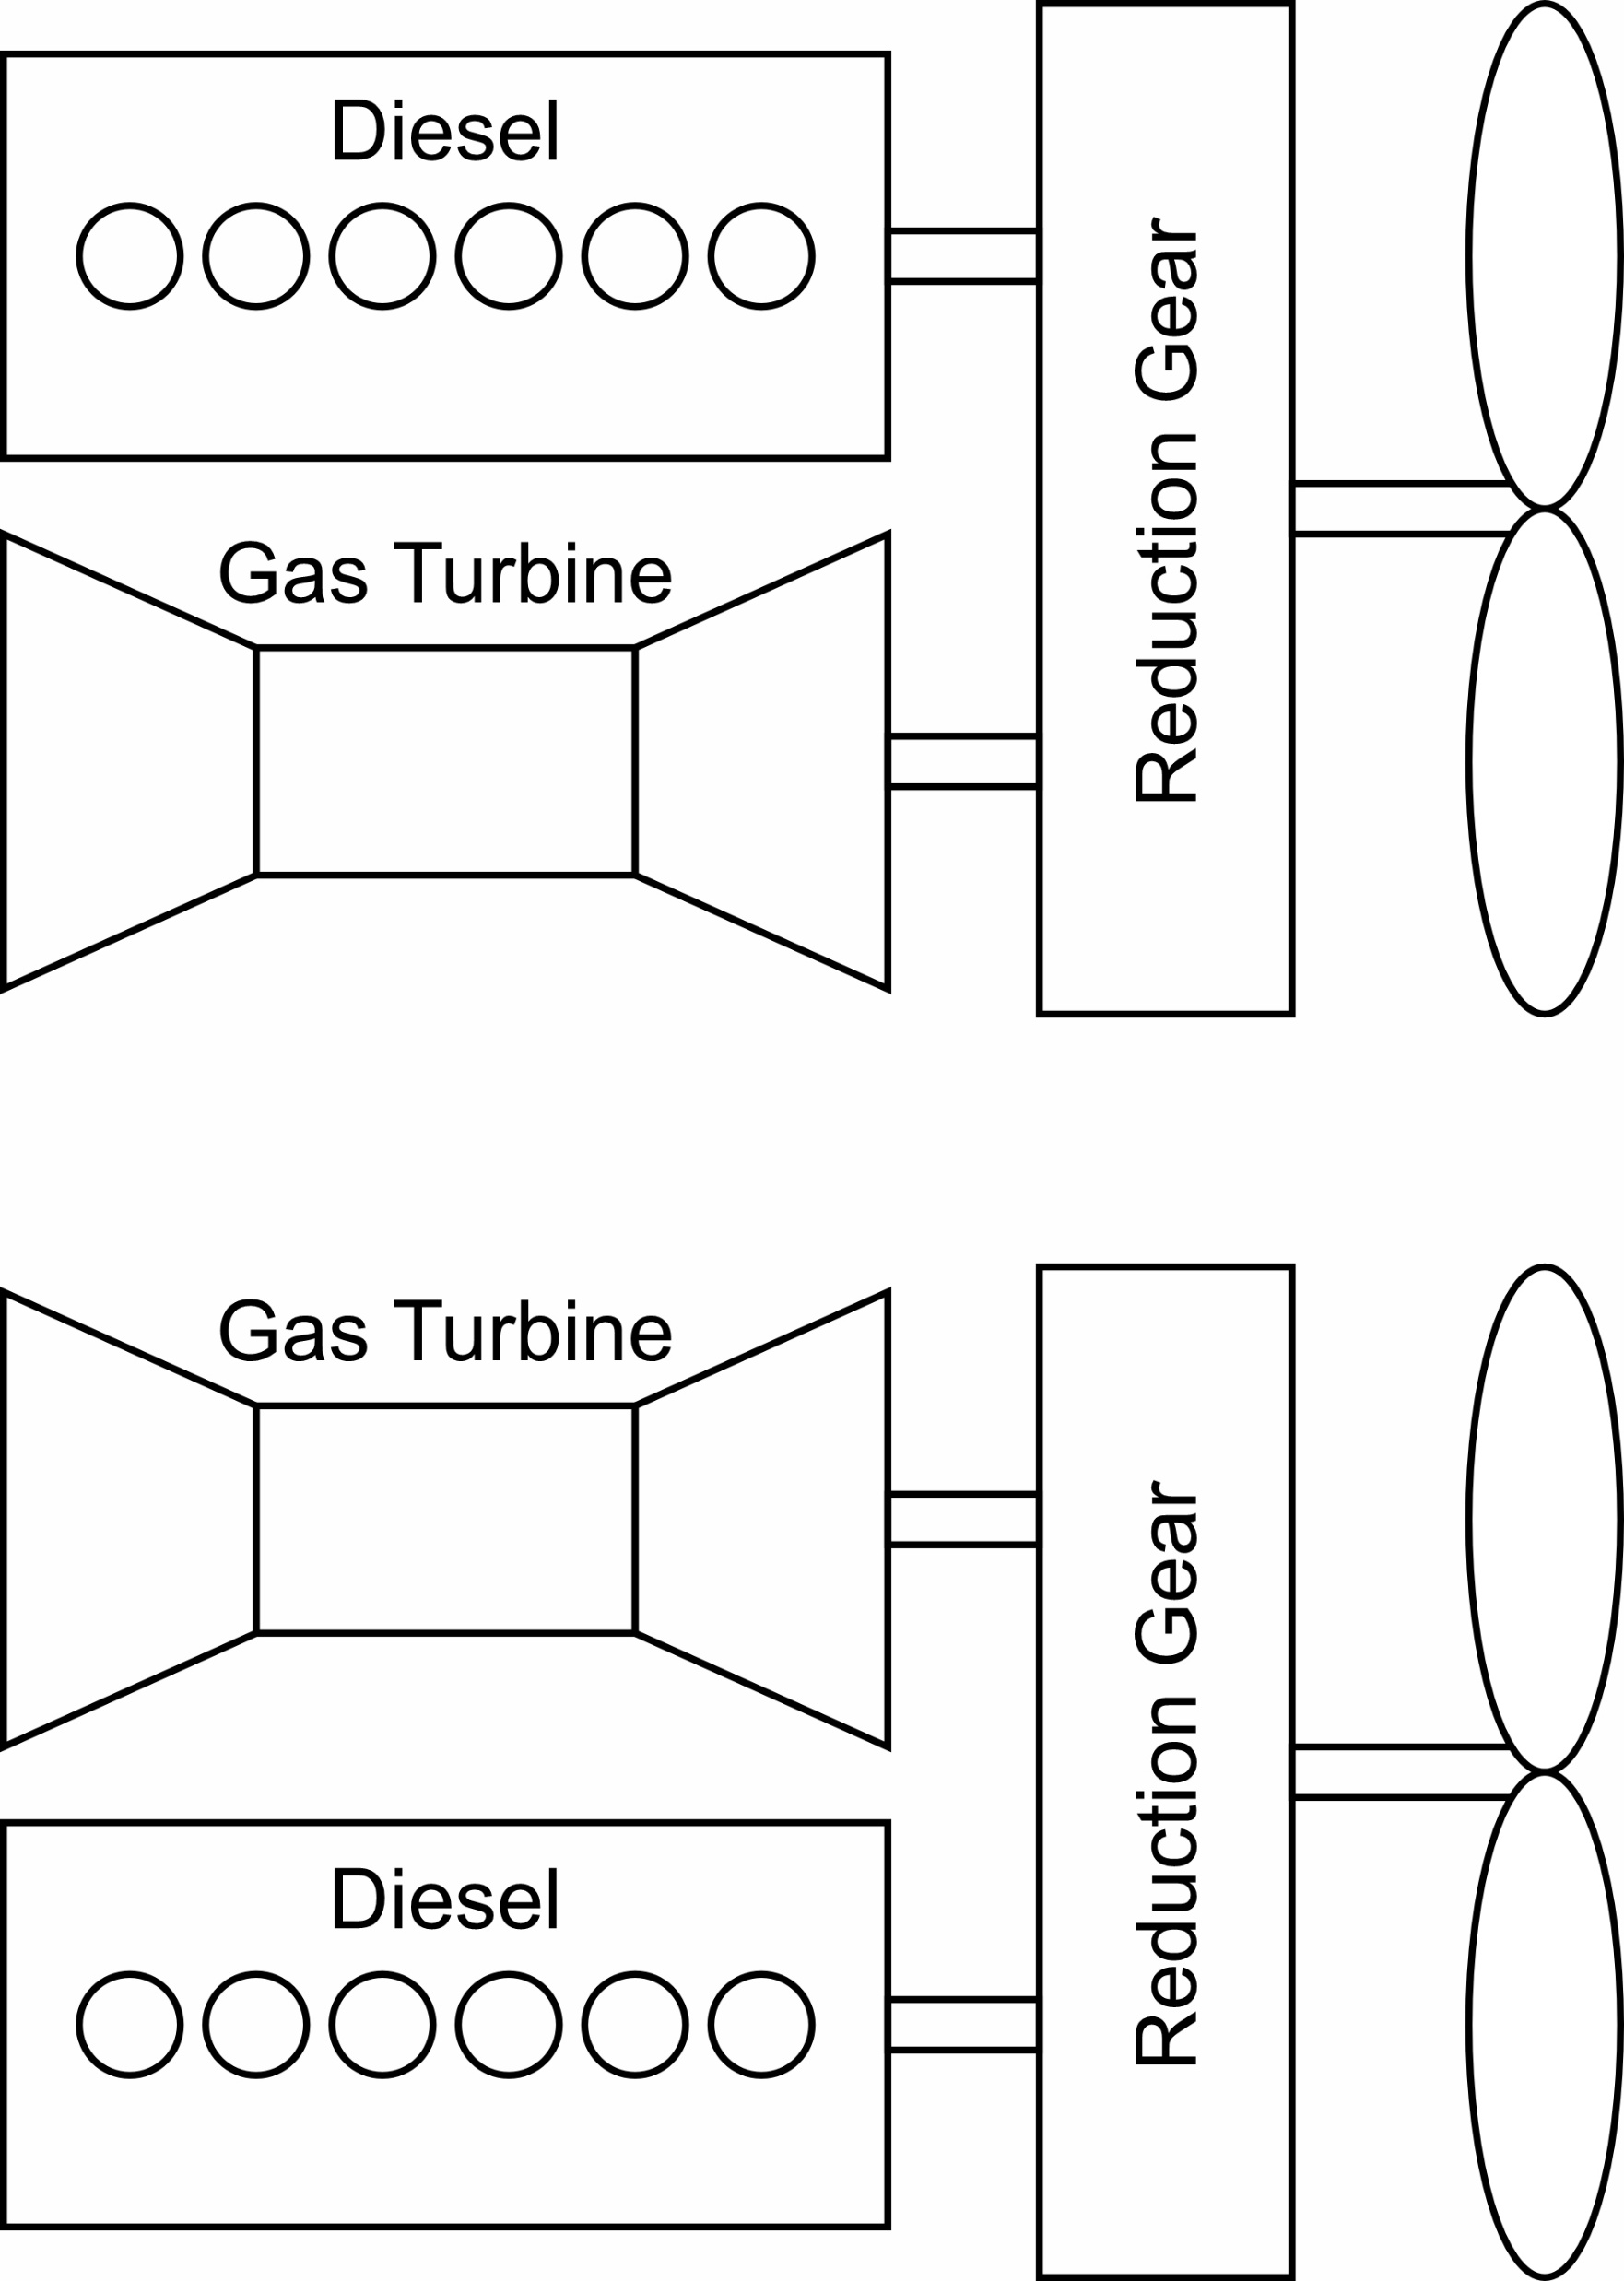 Diesel
Gas Turbine
Reduction Gear
Gas Turbine
Diesel
Reduction Gear